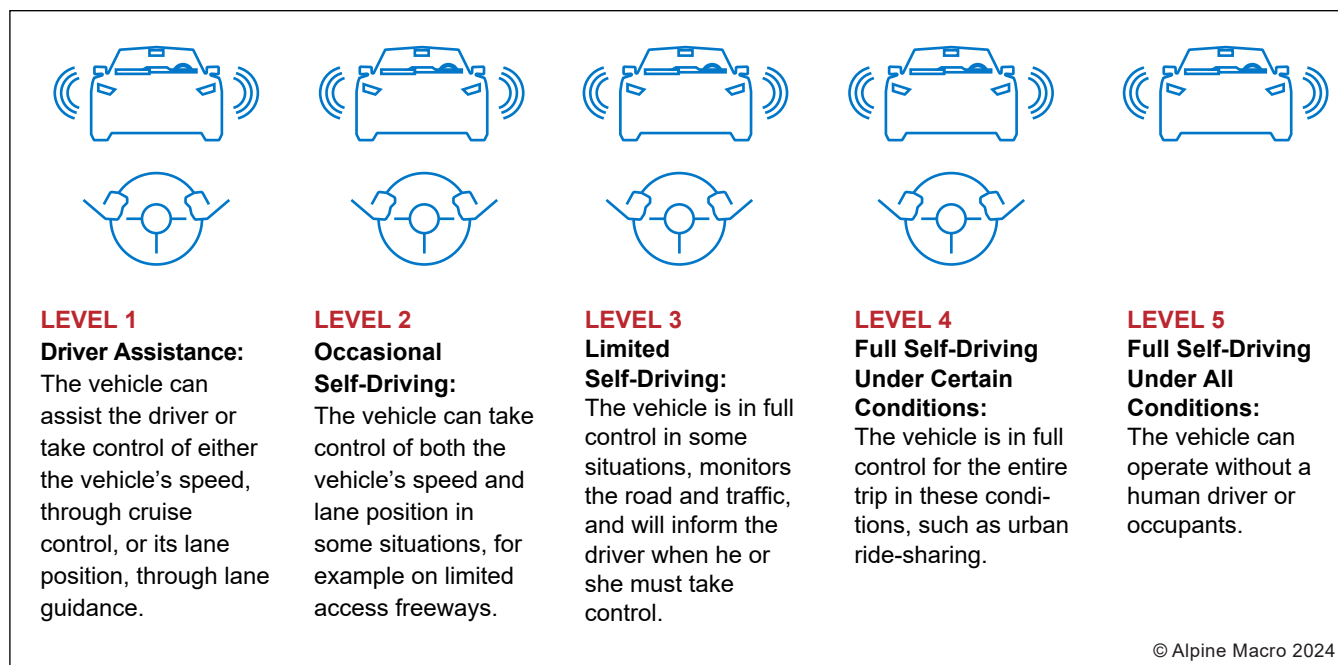 LEVEL 1
Driver Assistance:
The vehicle can
assist the driver or
take control of either
the vehicle’s speed,
through cruise
control, or its lane
position, through lane
guidance.
LEVEL 2
Occasional
Self-Driving:
The vehicle can take
control of both the
vehicle’s speed and
lane position in
some situations, for
example on limited
access freeways.
LEVEL 3
Limited
Self-Driving:
The vehicle is in full
control in some
situations, monitors
the road and traffic,
and will inform the
driver when he or
she must take
control.
LEVEL 4
Full Self-Driving
Under Certain
Conditions:
The vehicle is in full
control for the entire
trip in these condi-
tions, such as urban
ride-sharing.
LEVEL 5
Full Self-Driving
Under All
Conditions:
The vehicle can
operate without a
human driver or
occupants.
© Alpine Macro 2024